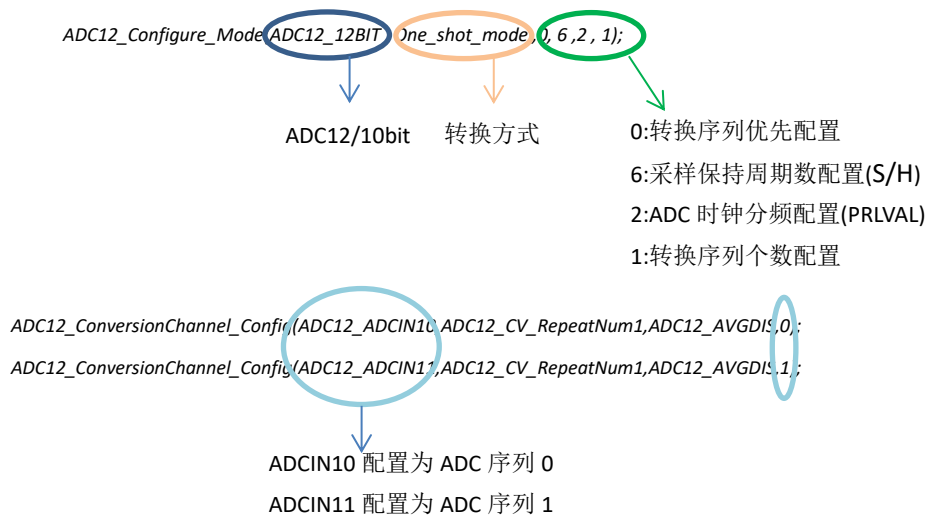 ADC12_Configure_Mode(ADC12_12BIT , One_shot_mode ,0, 6 ,2 , 1);
ADC12/10bit
转换方式
0:转换序列优先配置
6:采样保持周期数配置(S/H)
2:ADC 时钟分频配置(PRLVAL)
1:转换序列个数配置
ADC12_ConversionChannel_Config(ADC12_ADCIN10,ADC12_CV_RepeatNum1,ADC12_AVGDIS,0);
ADC12_ConversionChannel_Config(ADC12_ADCIN11,ADC12_CV_RepeatNum1,ADC12_AVGDIS,1);
ADCIN10 配置为 ADC 序列 0
ADCIN11 配置为 ADC 序列 1